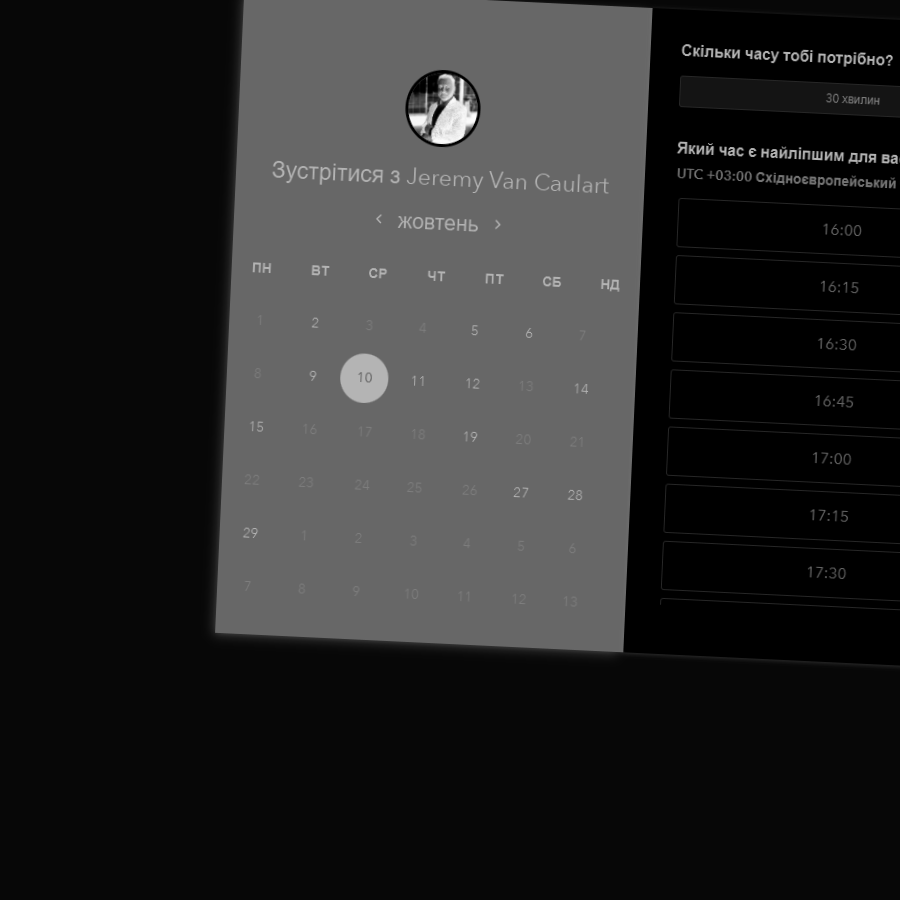 Зустрітися з Jeremy Van Caulart
жовтень
ПН ВТ СР ЧТ ПТ СБ НД
1 2 3 4 5 6 7
8 9 10 11 12 13 14
15 16 17 18 19 20 21
22 23 24 25 26 27 28
29 1 2 3 4 5 6
7 8 9 10 11 12 13
Скільки часу тобі потрібно?
30 хвилин
Який час є найліпшим для
UTC +03:00 Східноєвропейський
16:00
16:15
16:30
16:45
17:00
17:15
17:30